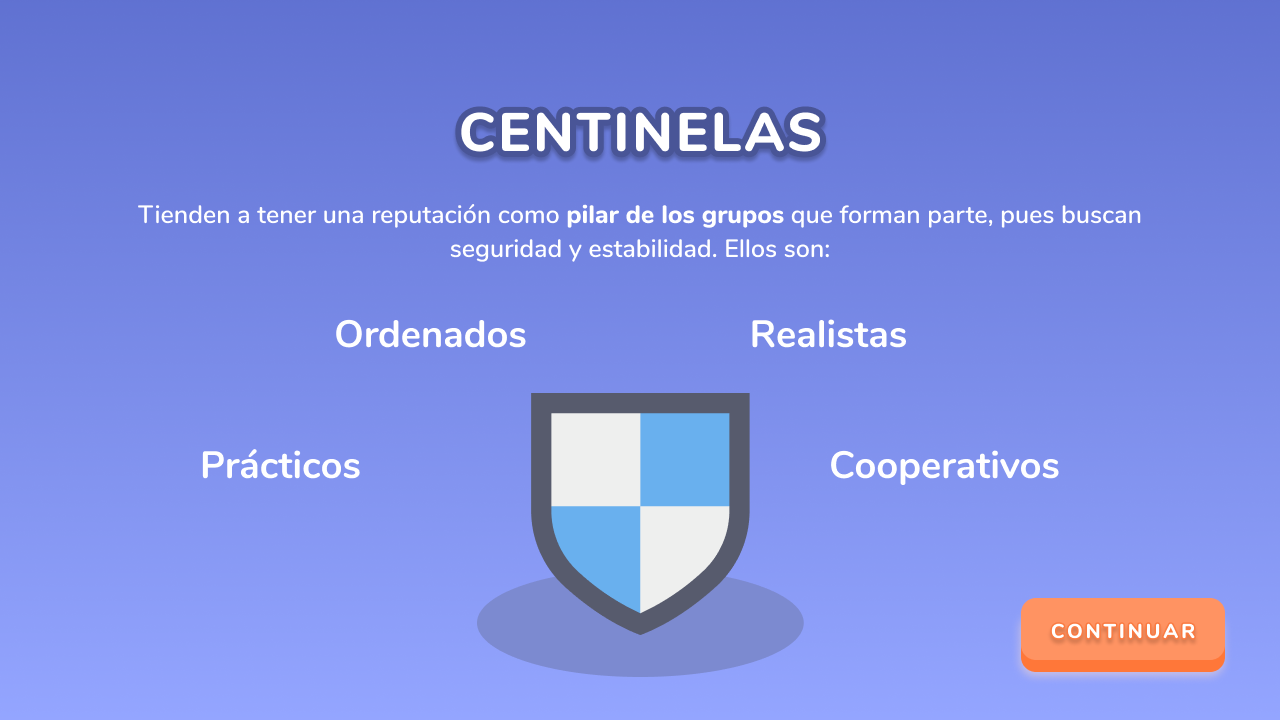 CENTINELAS
Tienden a tener una reputación como pilar de los grupos que forman parte, pues buscan
seguridad y estabilidad. Ellos son:
Ordenados
Realistas
Prácticos
Cooperativos
CONTINUAR